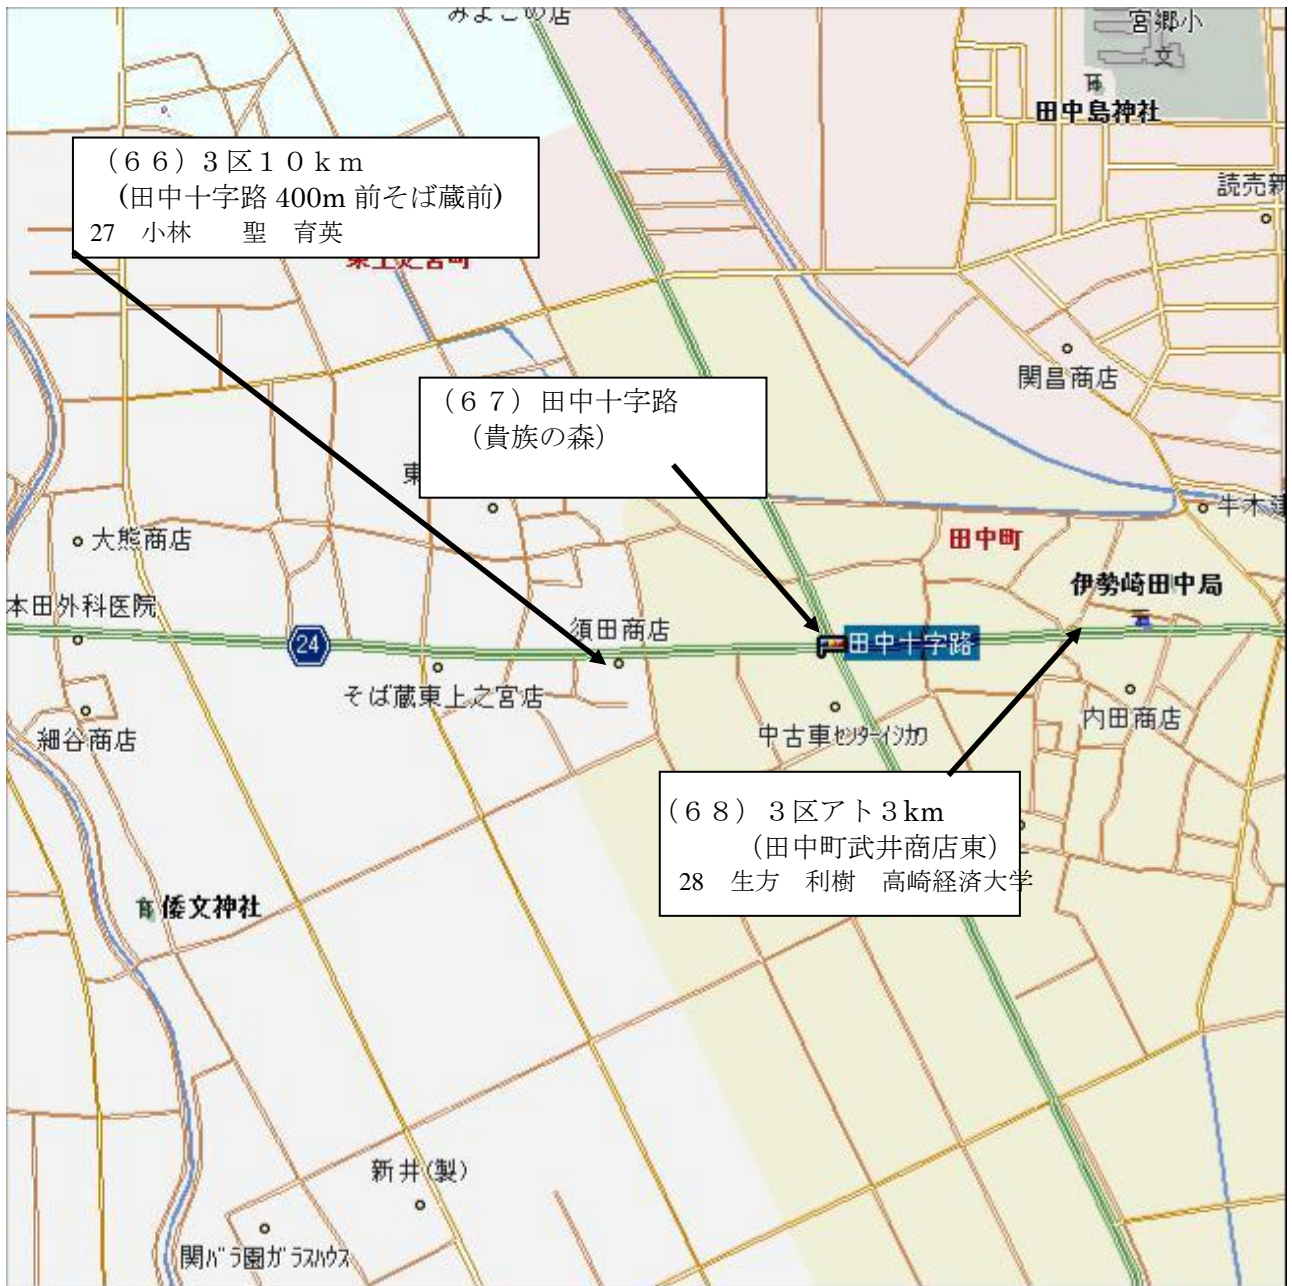 みよこの店
宮郷小
文
田中島神社
読売新
(66)3区10km
(田中十字路 400m 前そば蔵前)
27 小林 聖 育英
東上之宮町
関昌商店
(67)田中十字路
(貴族の森)
東
牛木建
大熊商店
田中町
伊勢崎田中局
本田外科医院
須田商店
24
田中十字路
そば蔵東上之宮店
内田商店
細谷商店
中古車センターイシカワ
(68)3区アト3km
(田中町武井商店東)
28 生方 利樹 高崎経済大学
倭文神社
新井(製)
関バラ園ガラスハウス